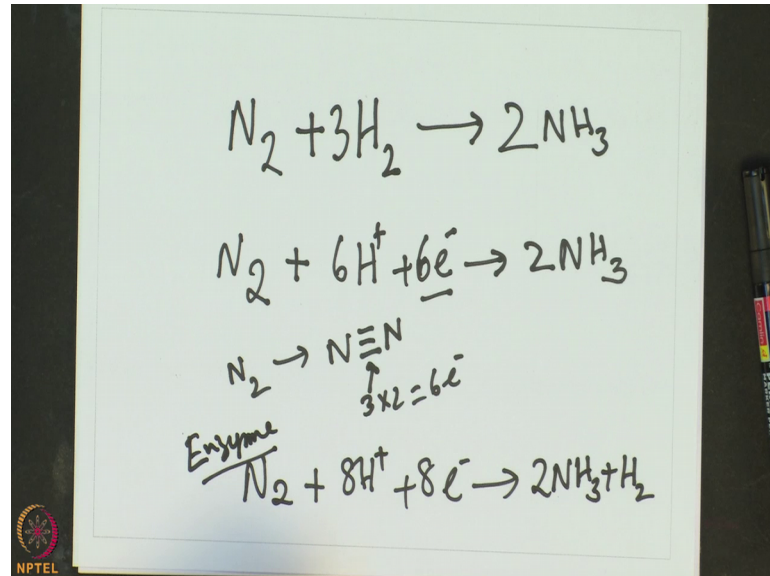 N₂ + 3H₂ → 2NH₃
N₂ + 6H⁺ + 6e⁻ → 2NH₃
N₂ → N≡N
3×2=6e⁻
Enzyme
N₂ + 8H⁺ + 8e⁻ → 2NH₃+H₂
NPTEL